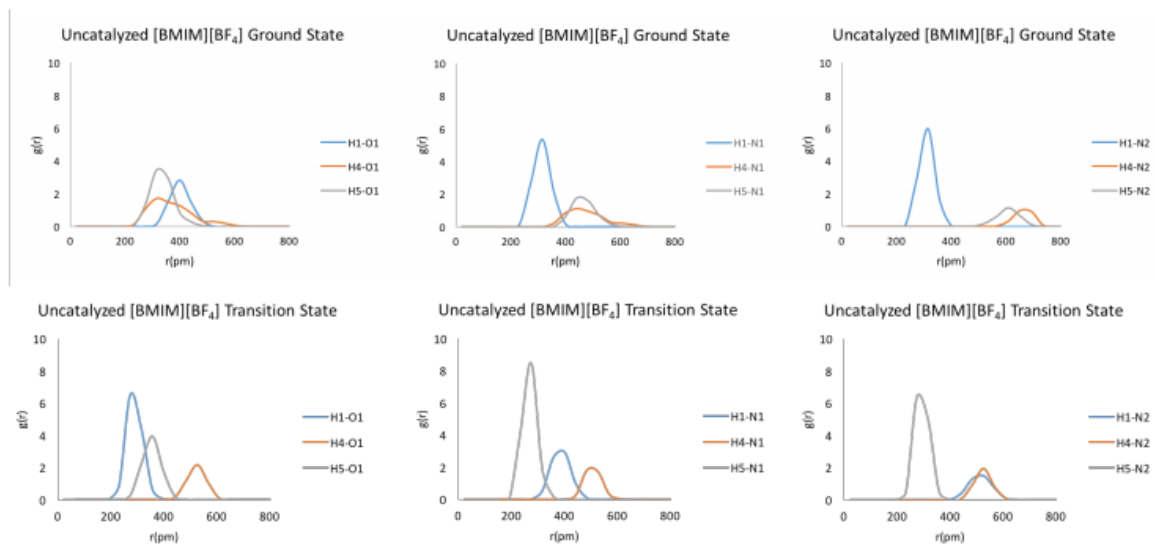 Uncatalyzed [BMIM][BF₄] Ground State
10
8
6
4
2
0
g(r)
0 200 400 600 800
r(pm)
H1-O1
H4-O1
H5-O1
Uncatalyzed [BMIM][BF₄] Ground State
10
8
6
4
2
0
g(r)
0 200 400 600 800
r(pm)
H1-N1
H4-N1
H5-N1
Uncatalyzed [BMIM][BF₄] Ground State
10
8
6
4
2
0
g(r)
0 200 400 600 800
r(pm)
H1-N2
H4-N2
H5-N2
Uncatalyzed [BMIM][BF₄] Transition State
10
8
6
4
2
0
g(r)
0 200 400 600 800
r(pm)
H1-O1
H4-O1
H5-O1
Uncatalyzed [BMIM][BF₄] Transition State
10
8
6
4
2
0
g(r)
0 200 400 600 800
r(pm)
H1-N1
H4-N1
H5-N1
Uncatalyzed [BMIM][BF₄] Transition State
10
8
6
4
2
0
g(r)
0 200 400 600 800
r(pm)
H1-N2
H4-N2
H5-N2